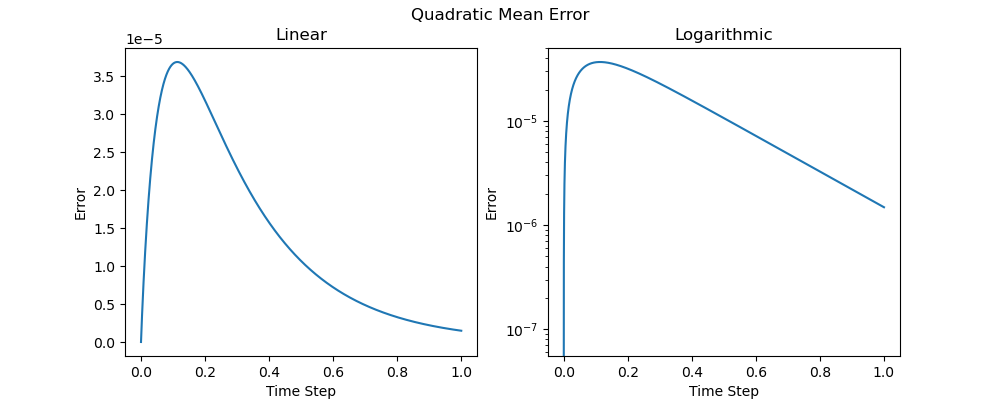 Quadratic Mean Error
Linear
1e−5
3.5
3.0
2.5
2.0
1.5
1.0
0.5
0.0
Error
0.0 0.2 0.4 0.6 0.8 1.0
Time Step
Logarithmic
10⁻⁵
10⁻⁶
10⁻⁷
Error
0.0 0.2 0.4 0.6 0.8 1.0
Time Step